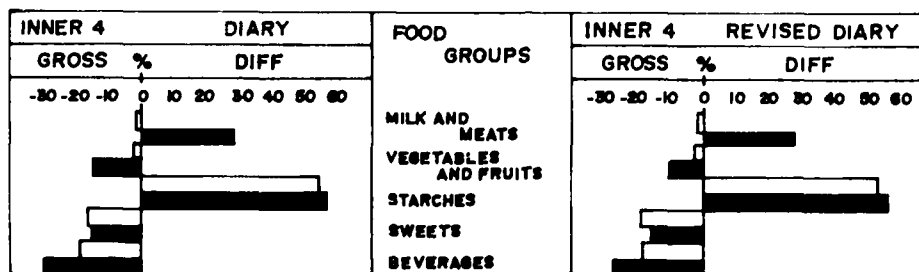 INNER 4 DIARY
GROSS % DIFF
-30 -20 -10 0 10 20 30 40 50 60
FOOD
GROUPS
MILK AND
MEATS
VEGETABLES
AND FRUITS
STARCHES
SWEETS
BEVERAGES
INNER 4 REVISED DIARY
GROSS % DIFF
-30 -20 -10 0 10 20 30 40 50 60